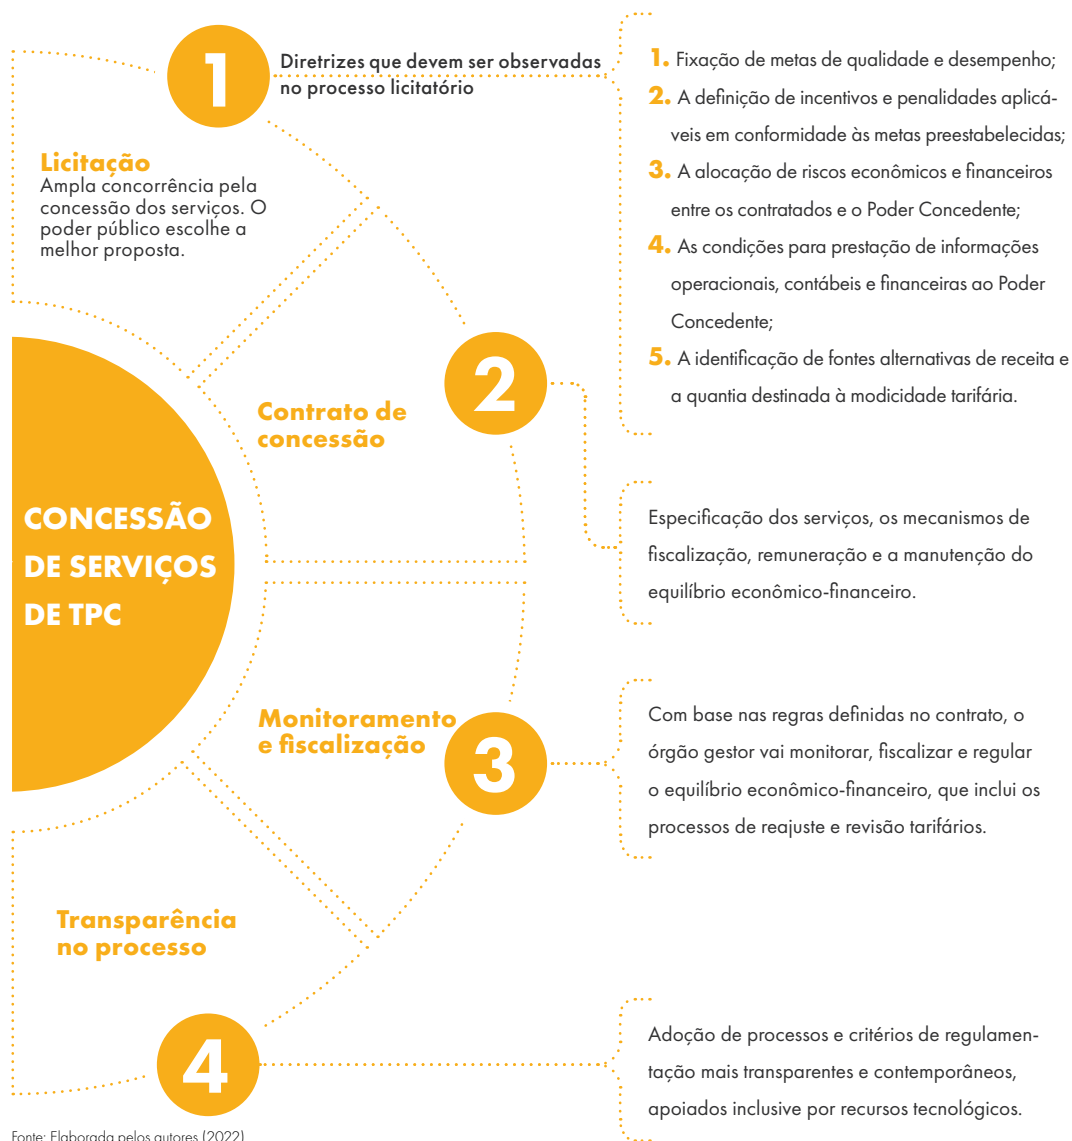 1
Diretrizes que devem ser observadas
no processo licitatório
1. Fixação de metas de qualidade e desempenho;
2. A definição de incentivos e penalidades aplicá-
veis em conformidade às metas preestabelecidas;
3. A alocação de riscos econômicos e financeiros
entre os contratados e o Poder Concedente;
4. As condições para prestação de informações
operacionais, contábeis e financeiras ao Poder
Concedente;
5. A identificação de fontes alternativas de receita e
a quantia destinada à modicidade tarifária.
Licitação
Ampla concorrência pela
concessão dos serviços. O
poder público escolhe a
melhor proposta.
2
Contrato de
concessão
Especificação dos serviços, os mecanismos de
fiscalização, remuneração e a manutenção do
equilíbrio econômico-financeiro.
CONCESSÃO
DE SERVIÇOS
DE TPC
Monitoramento
e fiscalização
3
Com base nas regras definidas no contrato, o
órgão gestor vai monitorar, fiscalizar e regular
o equilíbrio econômico-financeiro, que inclui os
processos de reajuste e revisão tarifários.
Transparência
no processo
4
Adoção de processos e critérios de regulamen-
tação mais transparentes e contemporâneos,
apoiados inclusive por recursos tecnológicos.
Fonte: Elaborada pelos autores (2022)